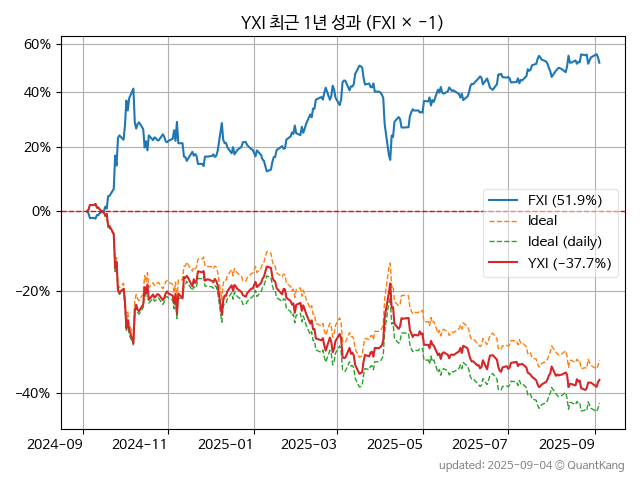 YXI 최근 1년 성과 (FXI × −1)
60%
40%
20%
0%
−20%
−40%
FXI (51.9%)
Ideal
Ideal (daily)
YXI (−37.7%)
2024-09 2024-11 2025-01 2025-03 2025-05 2025-07 2025-09
updated: 2025-09-04 © QuantKang